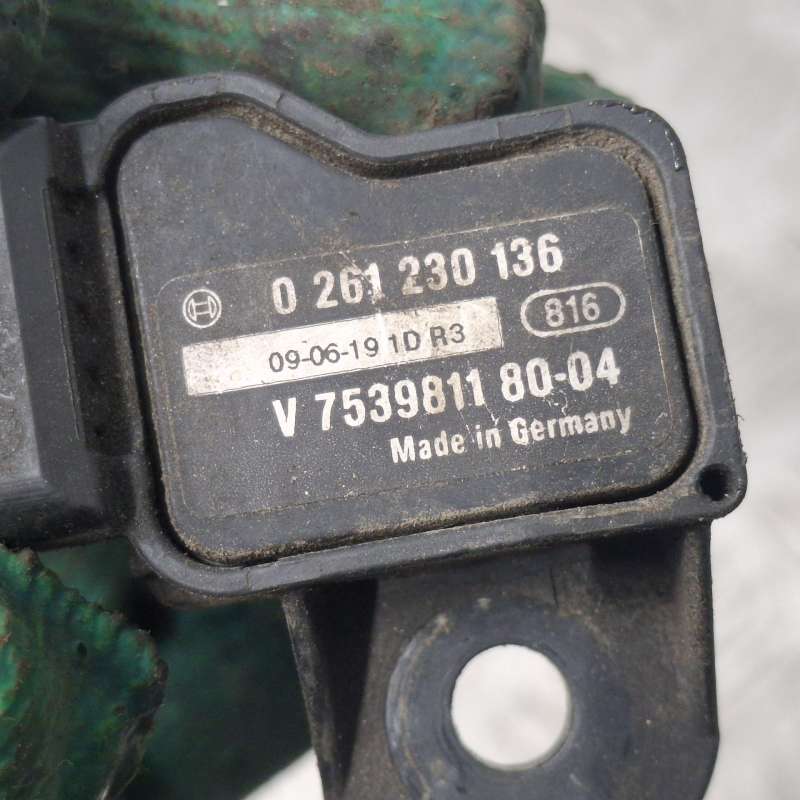 0 261 230 136
816
09-06-19 1D R3
V 7539811 80-04
Made in Germany